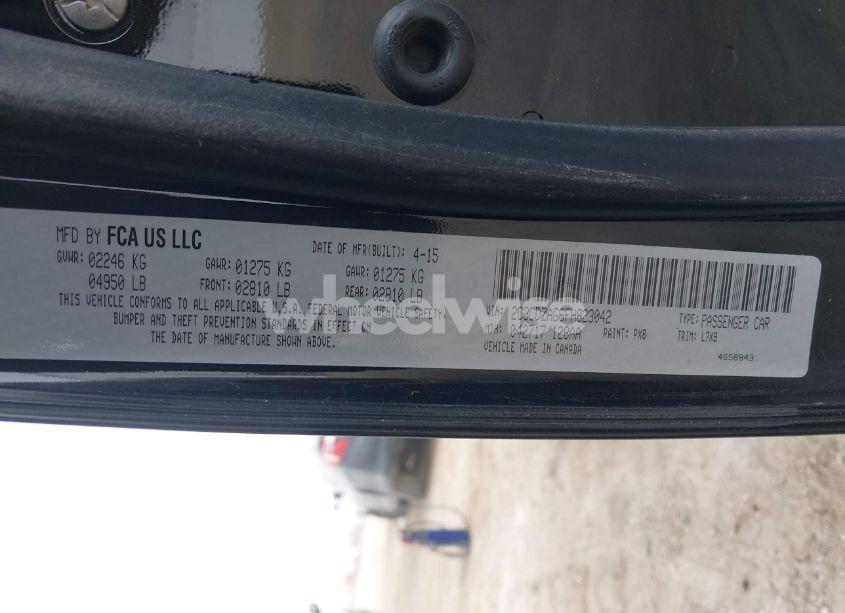 MFD BY FCA US LLC
DATE OF MFR(BUILT): 4-15
GVWR: 02246 KG
04950 LB
GAWR: 01275 KG
FRONT: 02810 LB
GAWR: 01275 KG
REAR: 02810 LB
THIS VEHICLE CONFORMS TO ALL APPLICABLE U.S.A. FEDERAL MOTOR VEHICLE SAFETY,
BUMPER AND THEFT PREVENTION STANDARDS IN EFFECT ON
THE DATE OF MANUFACTURE SHOWN ABOVE.
VIN:
TYPE: PASSENGER CAR
MDH: 042717 128AM
PAINT: PX8
TRIM: L7X9
VEHICLE MADE IN CANADA
4658843
wheelwise